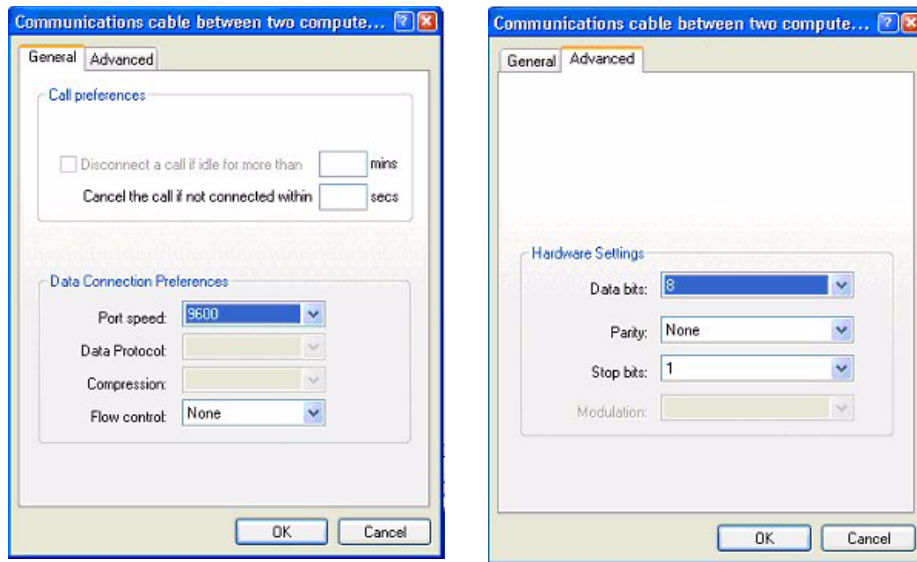 Communications cable between two compute...
General
Advanced
Call preferences
Disconnect a call if idle for more than
mins
Cancel the call if not connected within
secs
Data Connection Preferences
Port speed:
9600
Data Protocol:
Compression:
Flow control:
None
OK
Cancel
Communications cable between two compute...
General
Advanced
Hardware Settings
Data bits:
8
Parity:
None
Stop bits:
1
Modulation:
OK
Cancel